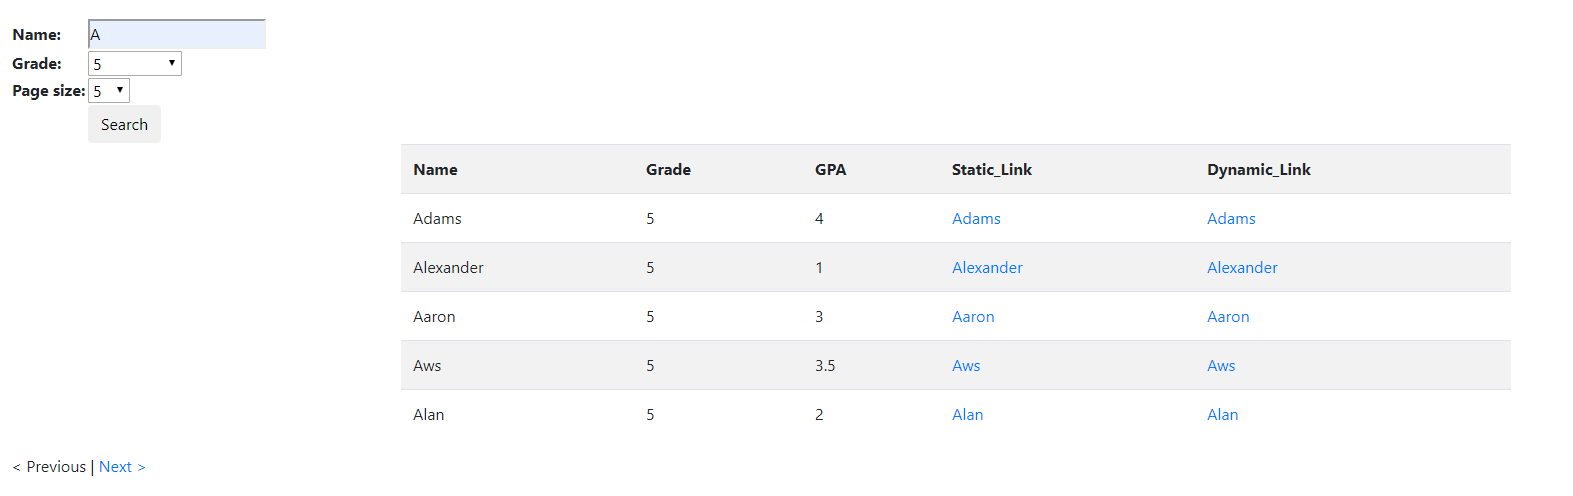 Name: A
Grade: 5
Page size: 5
Search
Name Grade GPA Static_Link Dynamic_Link
Adams 5 4 Adams Adams
Alexander 5 1 Alexander Alexander
Aaron 5 3 Aaron Aaron
Aws 5 3.5 Aws Aws
Alan 5 2 Alan Alan
< Previous | Next >